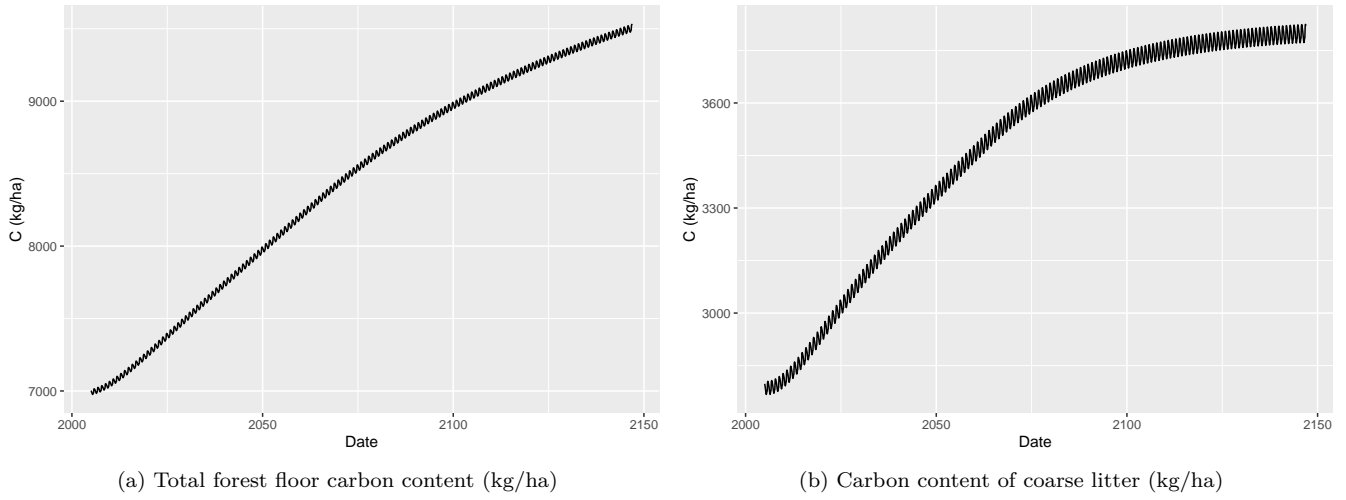 9000
8000
7000
C (kg/ha)
2000 2050 2100 2150
Date
(a) Total forest floor carbon content (kg/ha)
3600
3300
3000
C (kg/ha)
2000 2050 2100 2150
Date
(b) Carbon content of coarse litter (kg/ha)